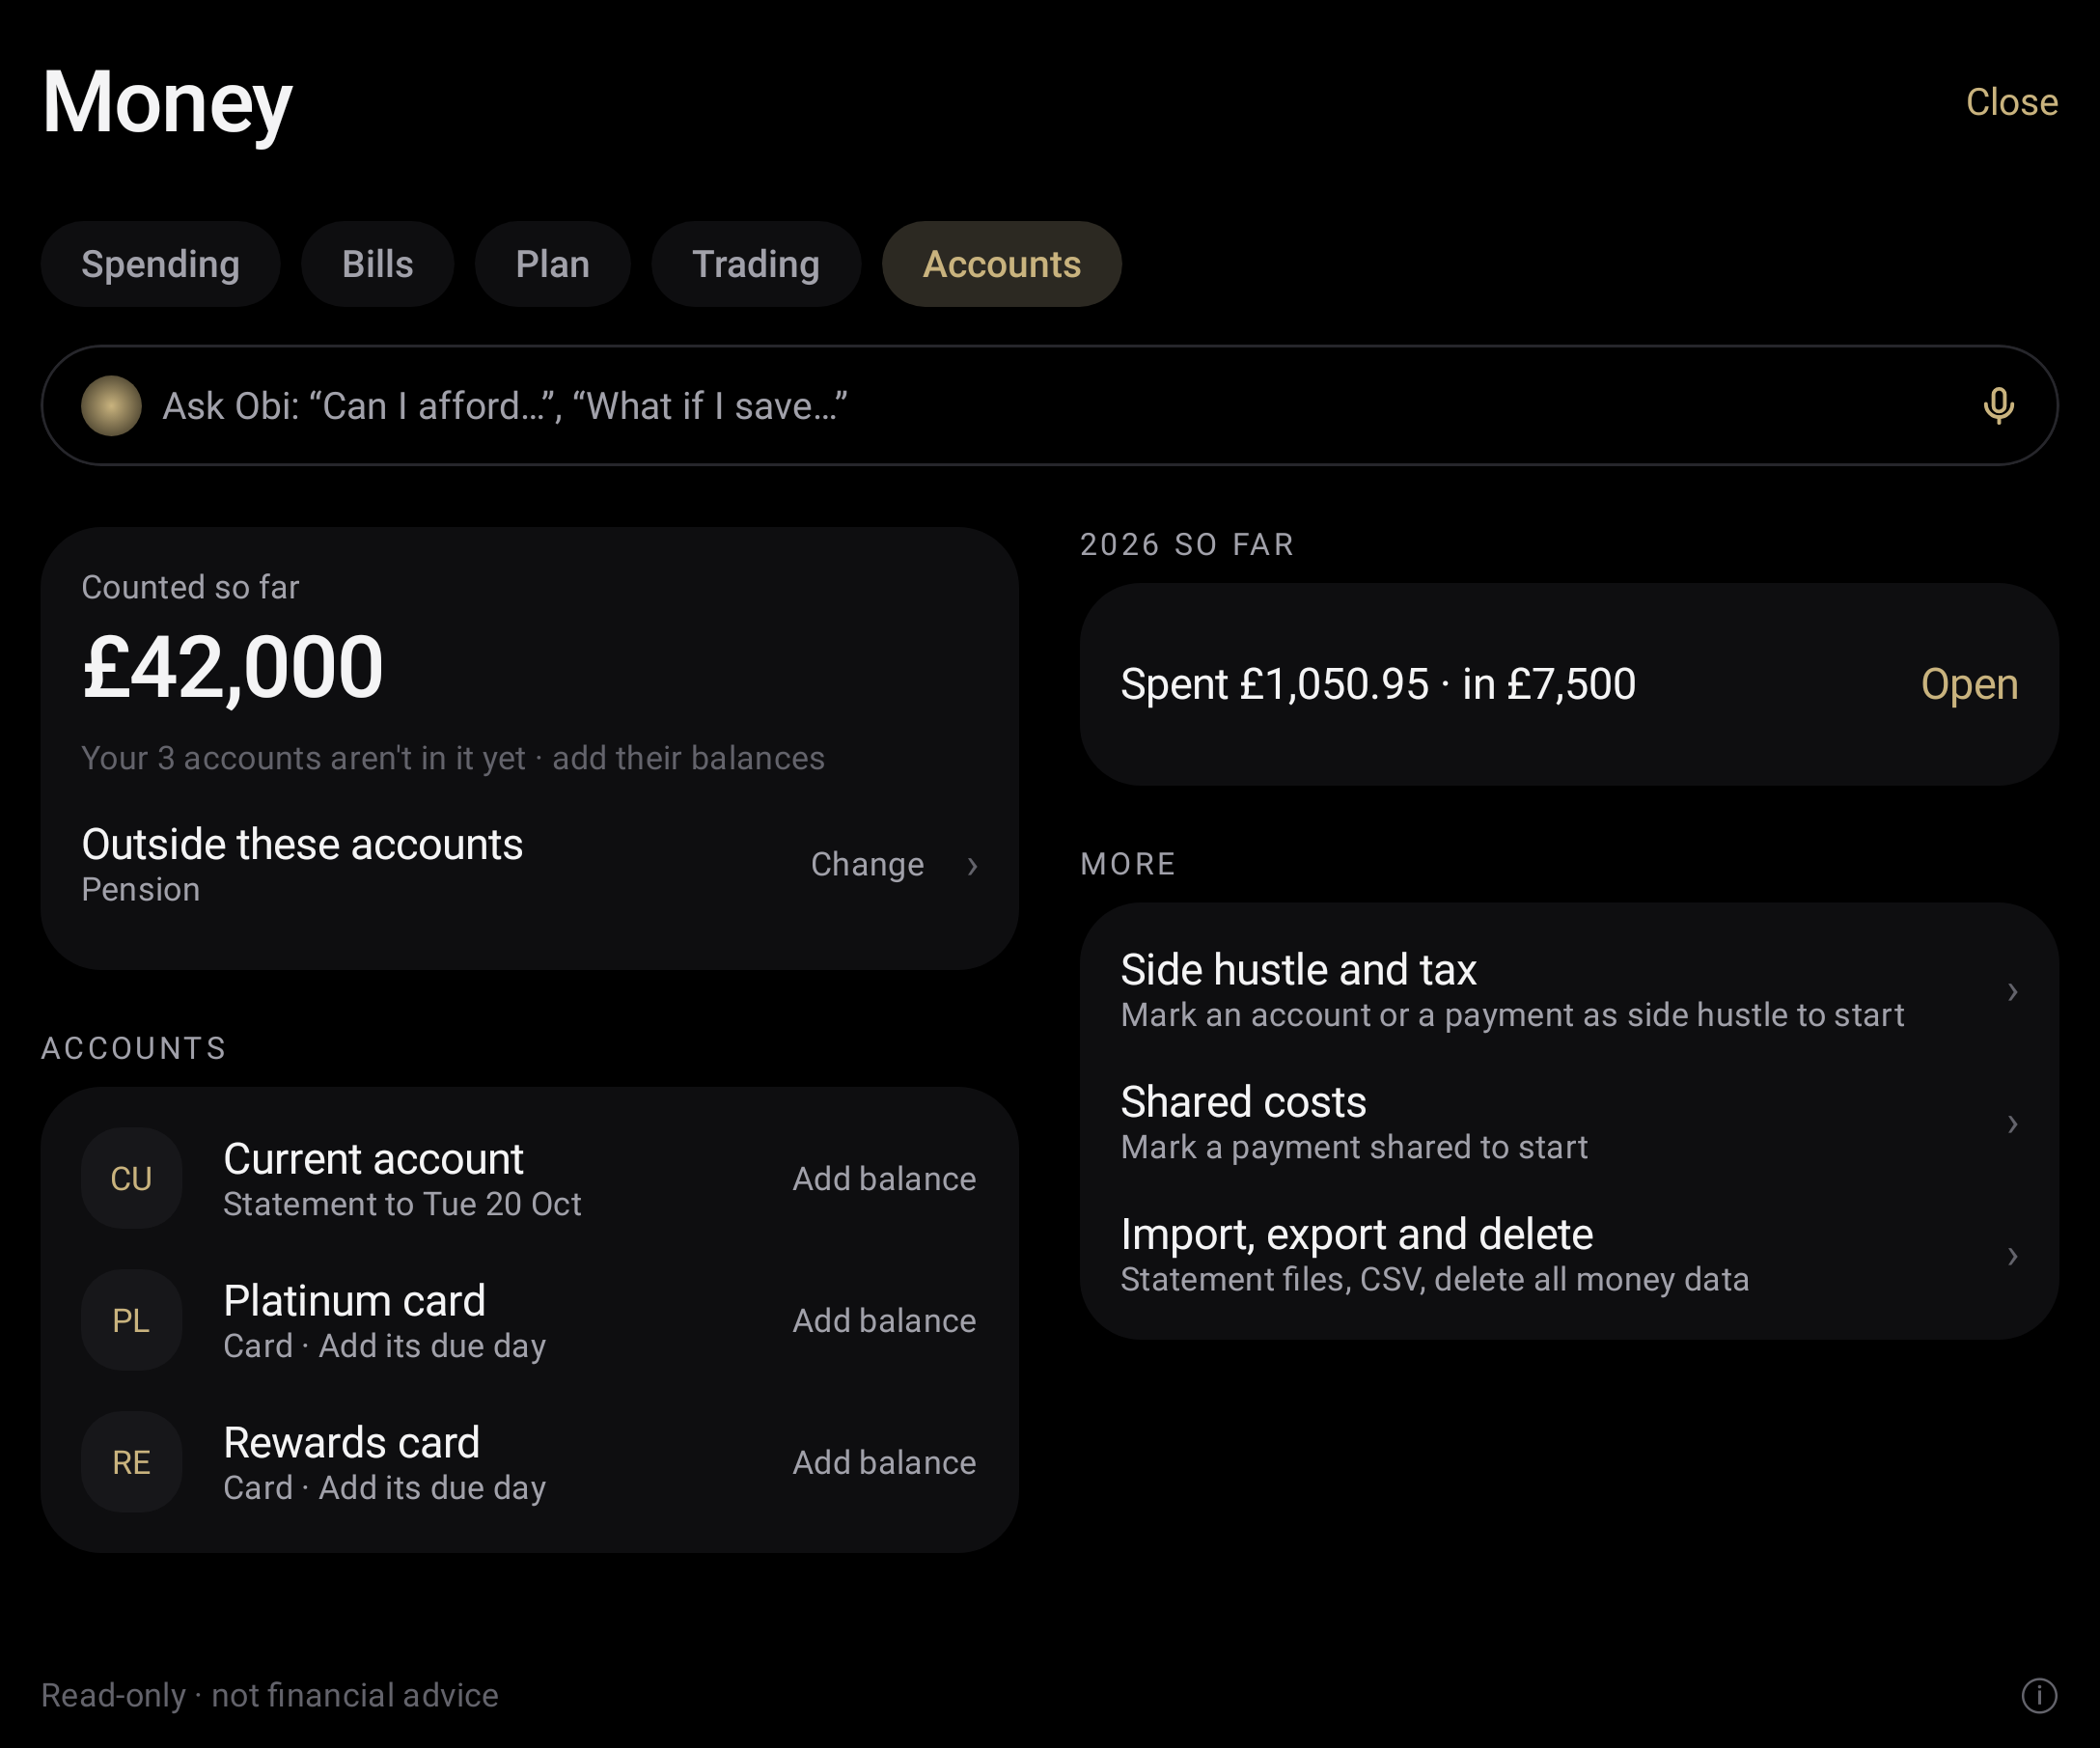 Money
Close
Spending
Bills
Plan
Trading
Accounts
Ask Obi: “Can I afford…”, “What if I save…”
Counted so far
£42,000
Your 3 accounts aren't in it yet · add their balances
Outside these accounts
Pension
Change ›
ACCOUNTS
CU
Current account
Statement to Tue 20 Oct
Add balance
PL
Platinum card
Card · Add its due day
Add balance
RE
Rewards card
Card · Add its due day
Add balance
2026 SO FAR
Spent £1,050.95 · in £7,500
Open
MORE
Side hustle and tax
Mark an account or a payment as side hustle to start
›
Shared costs
Mark a payment shared to start
›
Import, export and delete
Statement files, CSV, delete all money data
›
Read-only · not financial advice